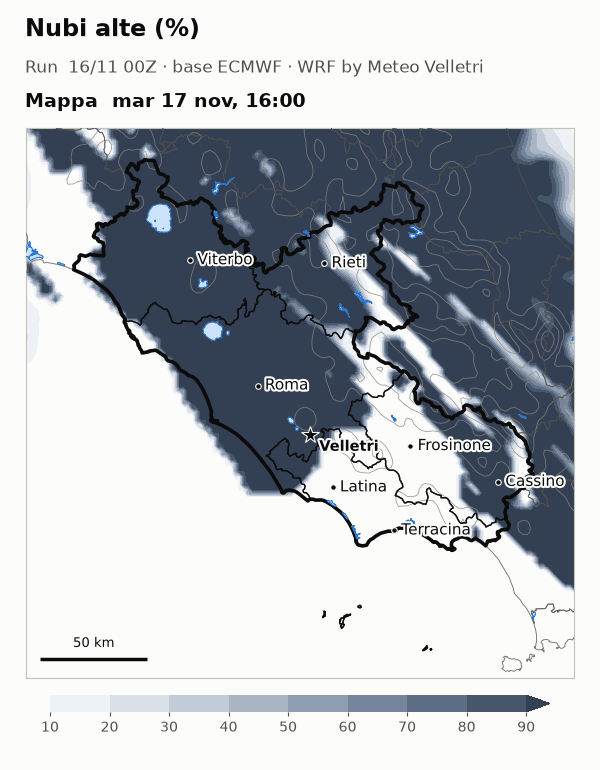 Nubi alte (%)
Run  16/11 00Z · base ECMWF · WRF by Meteo Velletri
Mappa  mar 17 nov, 16:00
Viterbo
Rieti
Roma
Velletri
Frosinone
Cassino
Latina
Terracina
50 km
10 20 30 40 50 60 70 80 90